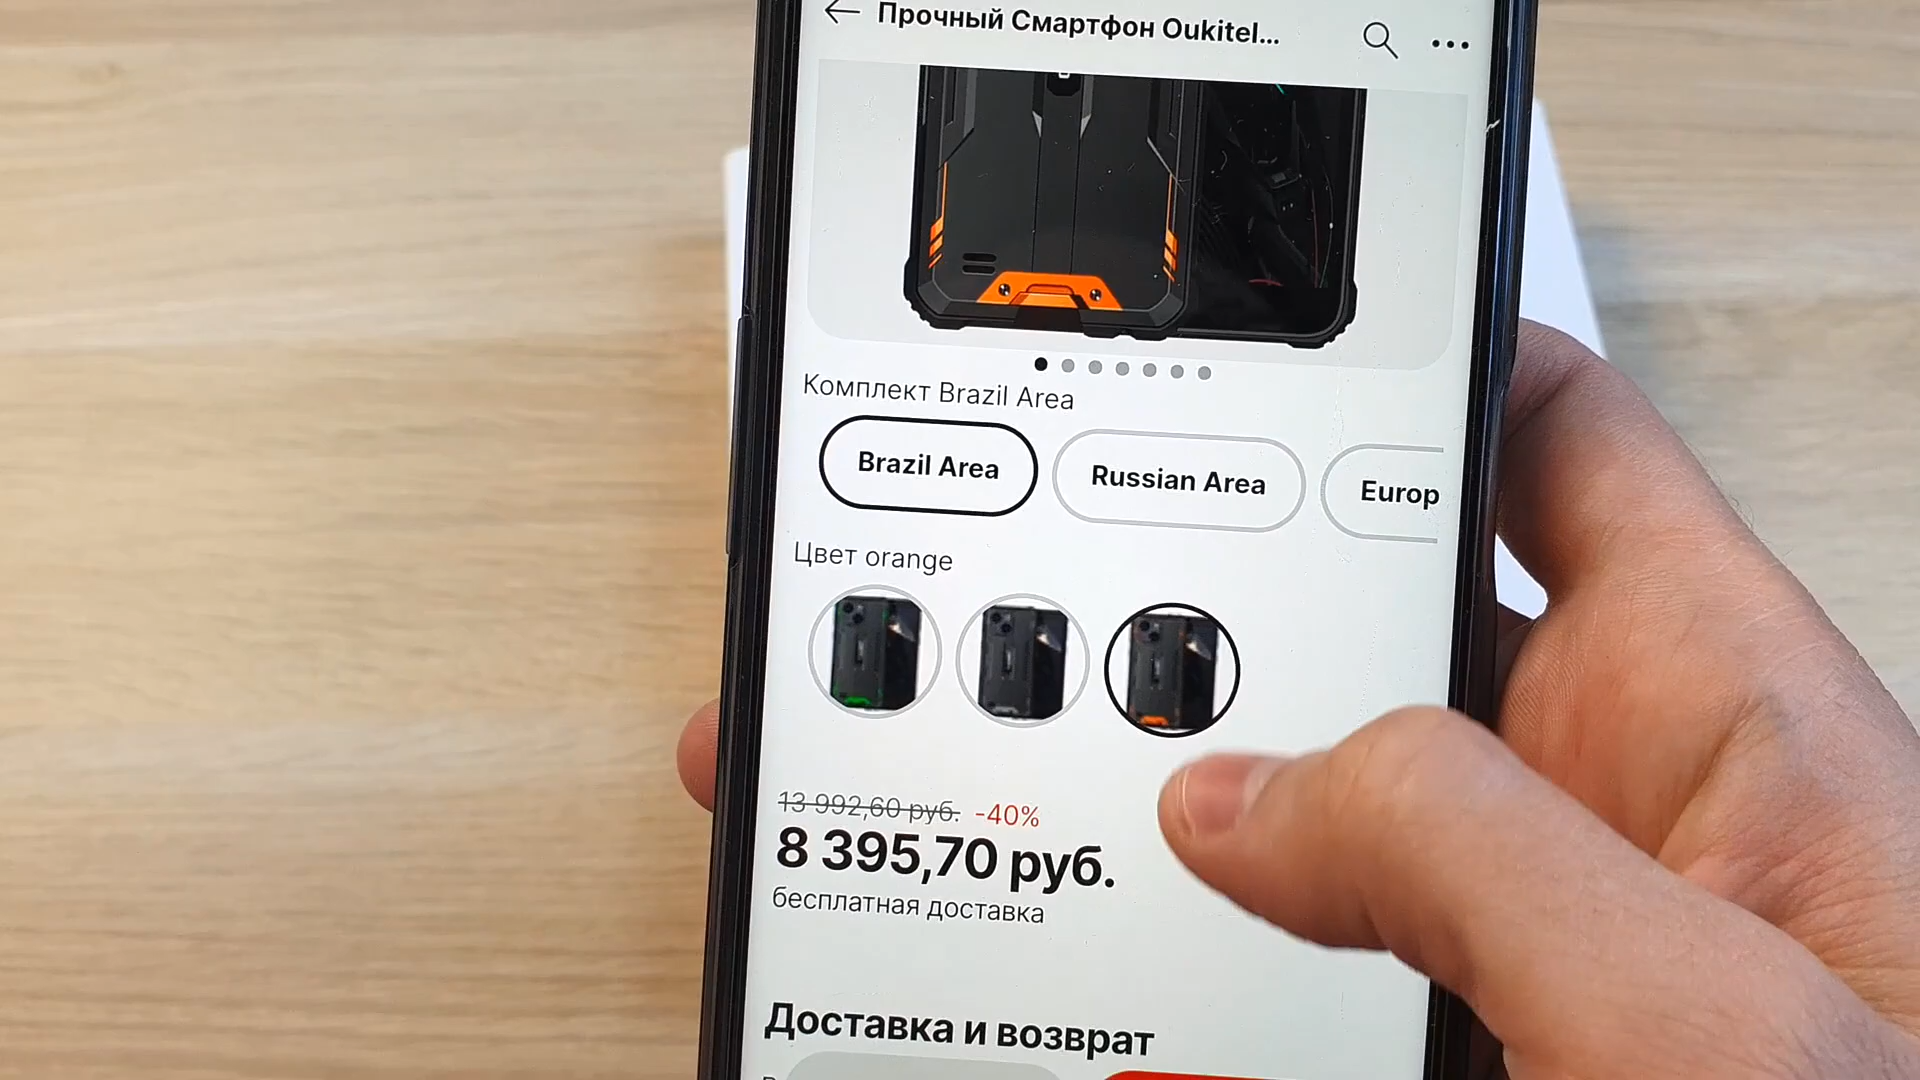 Прочный Смартфон Oukitel...
Комплект Brazil Area
Brazil Area
Russian Area
Europ
Цвет orange
13 992,60 руб. -40%
8 395,70 руб.
бесплатная доставка
Доставка и возврат